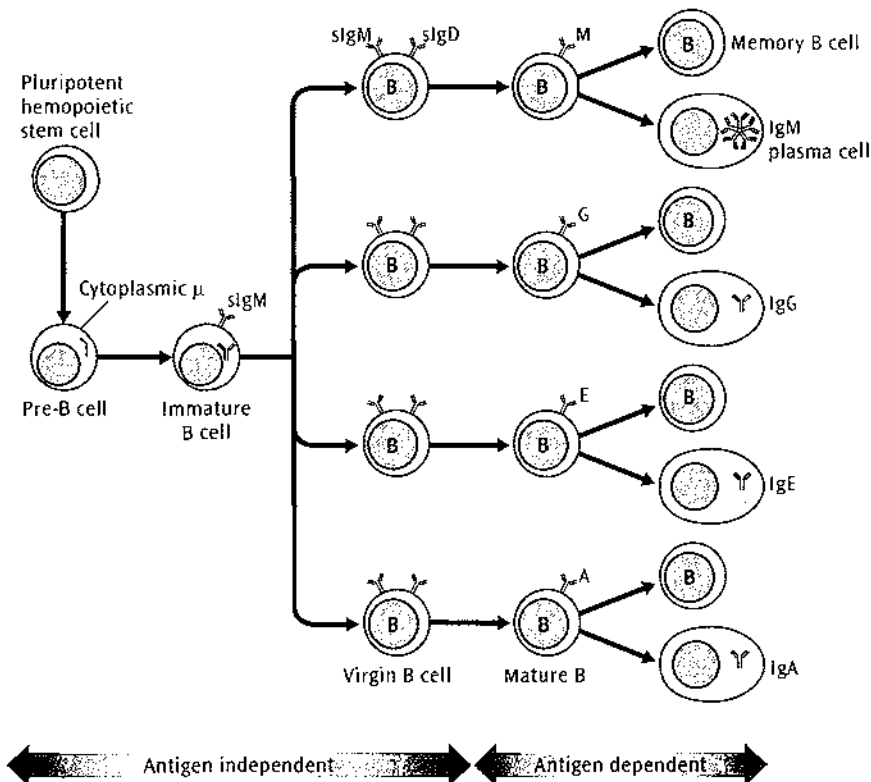 Pluripotent
hemopoietic
stem cell
Cytoplasmic μ
Pre-B cell
sIgM
Immature
B cell
sIgM
sIgD
B
B
M
B
Memory B cell
IgM
plasma cell
B
B
G
B
IgG
B
B
E
B
IgE
B
B
A
B
IgA
Virgin B cell
Mature B
Antigen independent
Antigen dependent